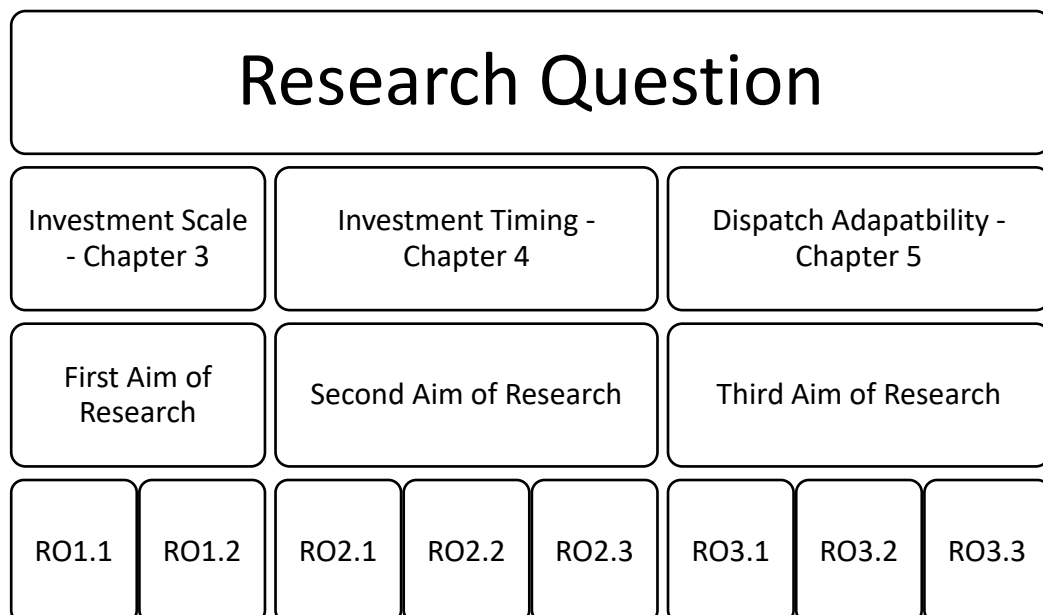 Research Question
Investment Scale
- Chapter 3
Investment Timing -
Chapter 4
Dispatch Adapatbility -
Chapter 5
First Aim of
Research
Second Aim of Research
Third Aim of Research
RO1.1
RO1.2
RO2.1
RO2.2
RO2.3
RO3.1
RO3.2
RO3.3